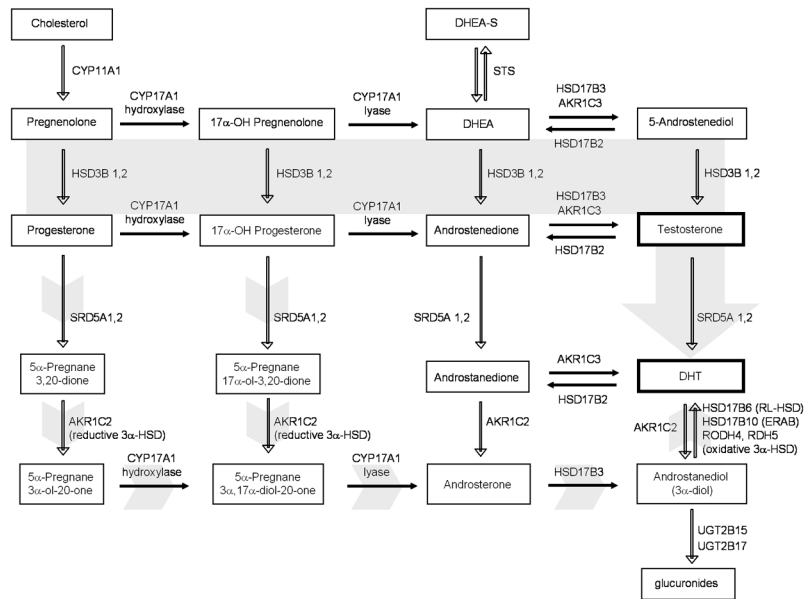 Cholesterol
DHEA-S
CYP11A1
STS
CYP17A1
hydroxylase
CYP17A1
lyase
HSD17B3
AKR1C3
Pregnenolone
17α-OH Pregnenolone
DHEA
5-Androstenediol
HSD17B2
HSD3B 1,2
HSD3B 1,2
HSD3B 1,2
HSD3B 1,2
CYP17A1
hydroxylase
CYP17A1
lyase
HSD17B3
AKR1C3
Progesterone
17α-OH Progesterone
Androstenedione
Testosterone
HSD17B2
SRD5A1,2
SRD5A1,2
SRD5A 1,2
SRD5A 1,2
5α-Pregnane
3,20-dione
5α-Pregnane
17α-ol-3,20-dione
Androstanedione
AKR1C3
HSD17B2
DHT
AKR1C2
(reductive 3α-HSD)
AKR1C2
(reductive 3α-HSD)
AKR1C2
AKR1C2
HSD17B6 (RL-HSD)
HSD17B10 (ERAB)
RODH4, RDH5
(oxidative 3α-HSD)
CYP17A1
hydroxylase
CYP17A1
lyase
HSD17B3
5α-Pregnane
3α-ol-20-one
5α-Pregnane
3α,17α-diol-20-one
Androsterone
Androstanediol
(3α-diol)
UGT2B15
UGT2B17
glucuronides